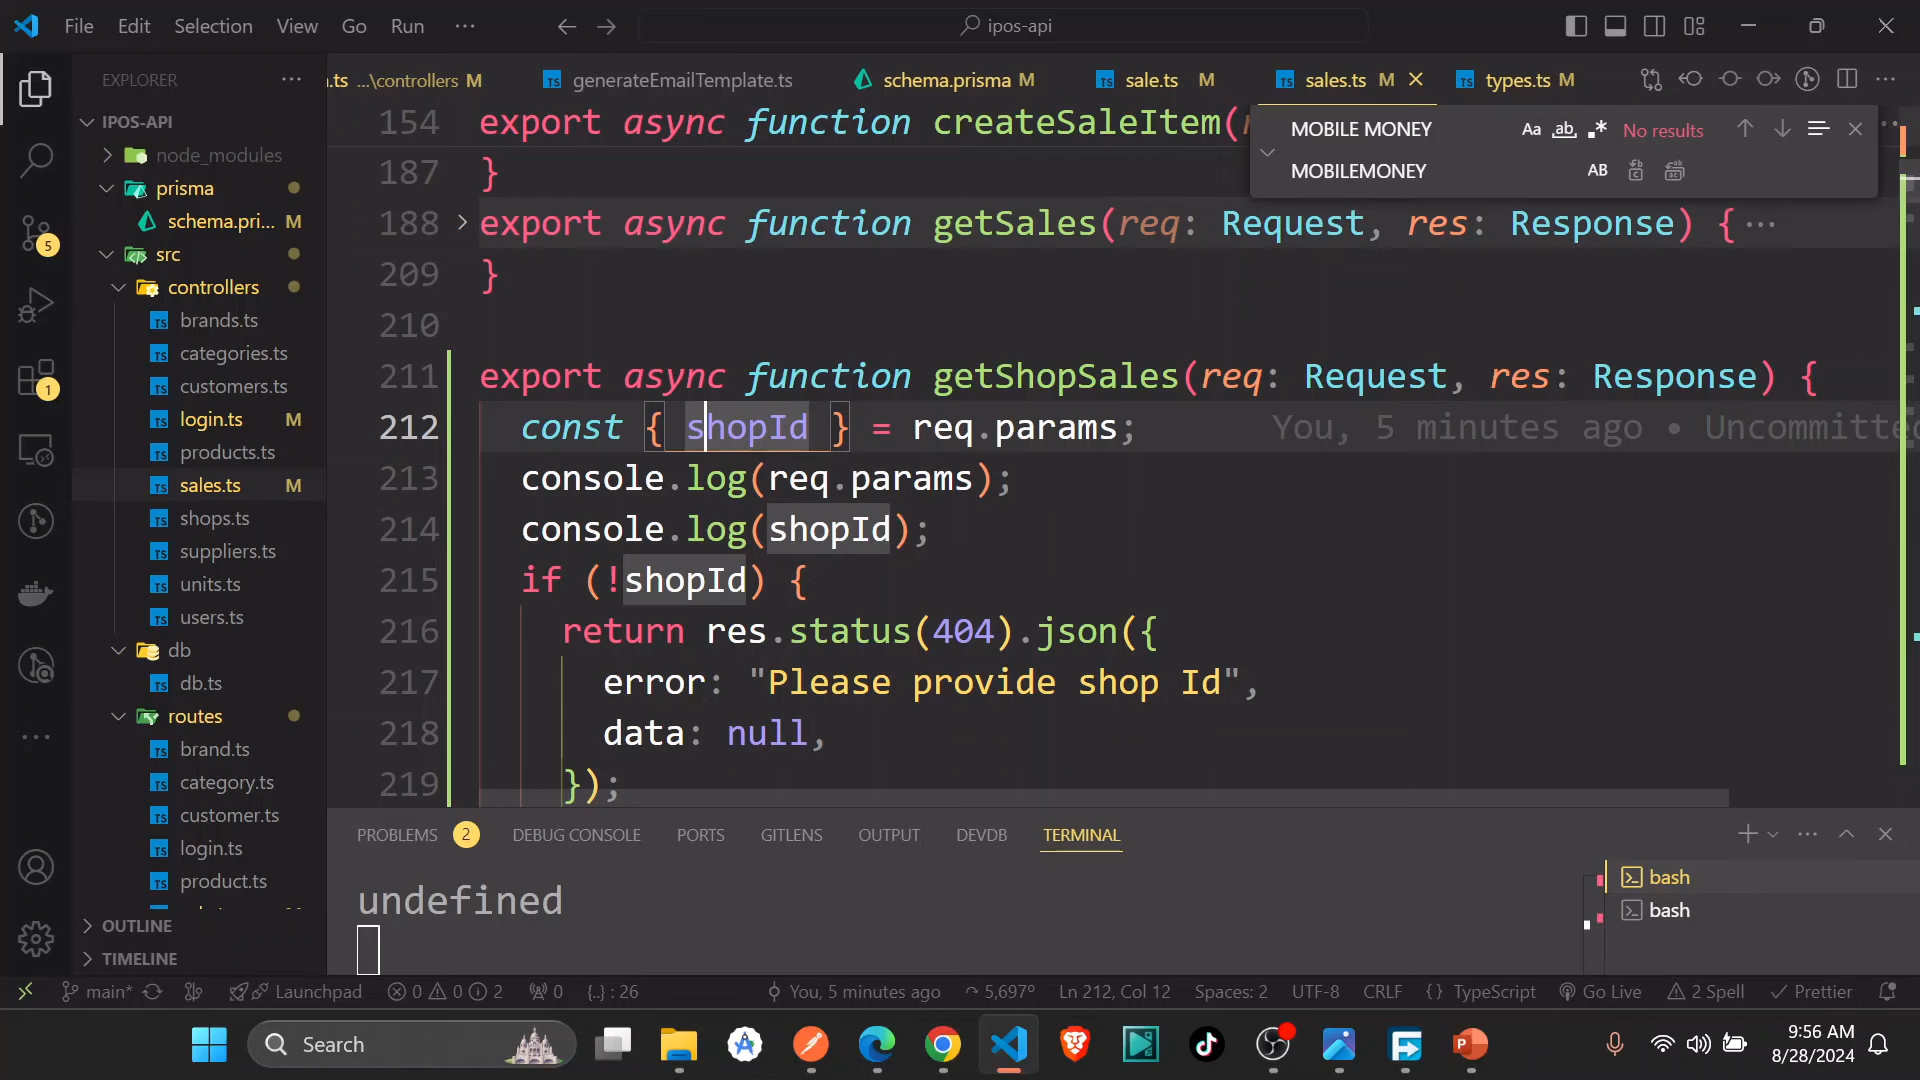 File Edit Selection View Go Run ipos-api
EXPLORER
.ts ...\controllers M generateEmailTemplate.ts schema.prisma M sale.ts M sales.ts M types.ts M
MOBILE MONEY Aa ab No results
MOBILEMONEY AB
IPOS-API
node_modules
prisma
schema.pri... M
src
controllers
brands.ts
categories.ts
customers.ts
login.ts M
products.ts
sales.ts M
shops.ts
suppliers.ts
units.ts
users.ts
db
db.ts
routes
brand.ts
category.ts
customer.ts
login.ts
product.ts
OUTLINE
TIMELINE
5
1
154 export async function createSaleItem(
187 }
188 export async function getSales(req: Request, res: Response) { ···
209 }
210
211 export async function getShopSales(req: Request, res: Response) {
212 const { shopId } = req.params; You, 5 minutes ago • Uncommitte
213 console.log(req.params);
214 console.log(shopId);
215 if (!shopId) {
216 return res.status(404).json({
217 error: "Please provide shop Id",
218 data: null,
219 });
PROBLEMS 2 DEBUG CONSOLE PORTS GITLENS OUTPUT DEVDB TERMINAL
undefined
bash
bash
main* Launchpad 0 0 2 0 {..} : 26 You, 5 minutes ago 5,697° Ln 212, Col 12 Spaces: 2 UTF-8 CRLF {} TypeScript Go Live 2 Spell Prettier
Search
9:56 AM
8/28/2024